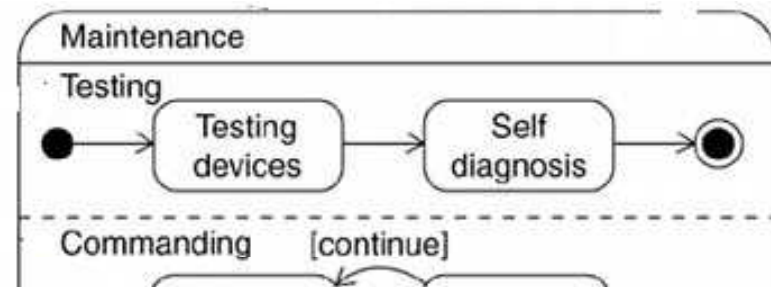 Maintenance
Testing
Testing
devices
Self
diagnosis
Commanding
[continue]